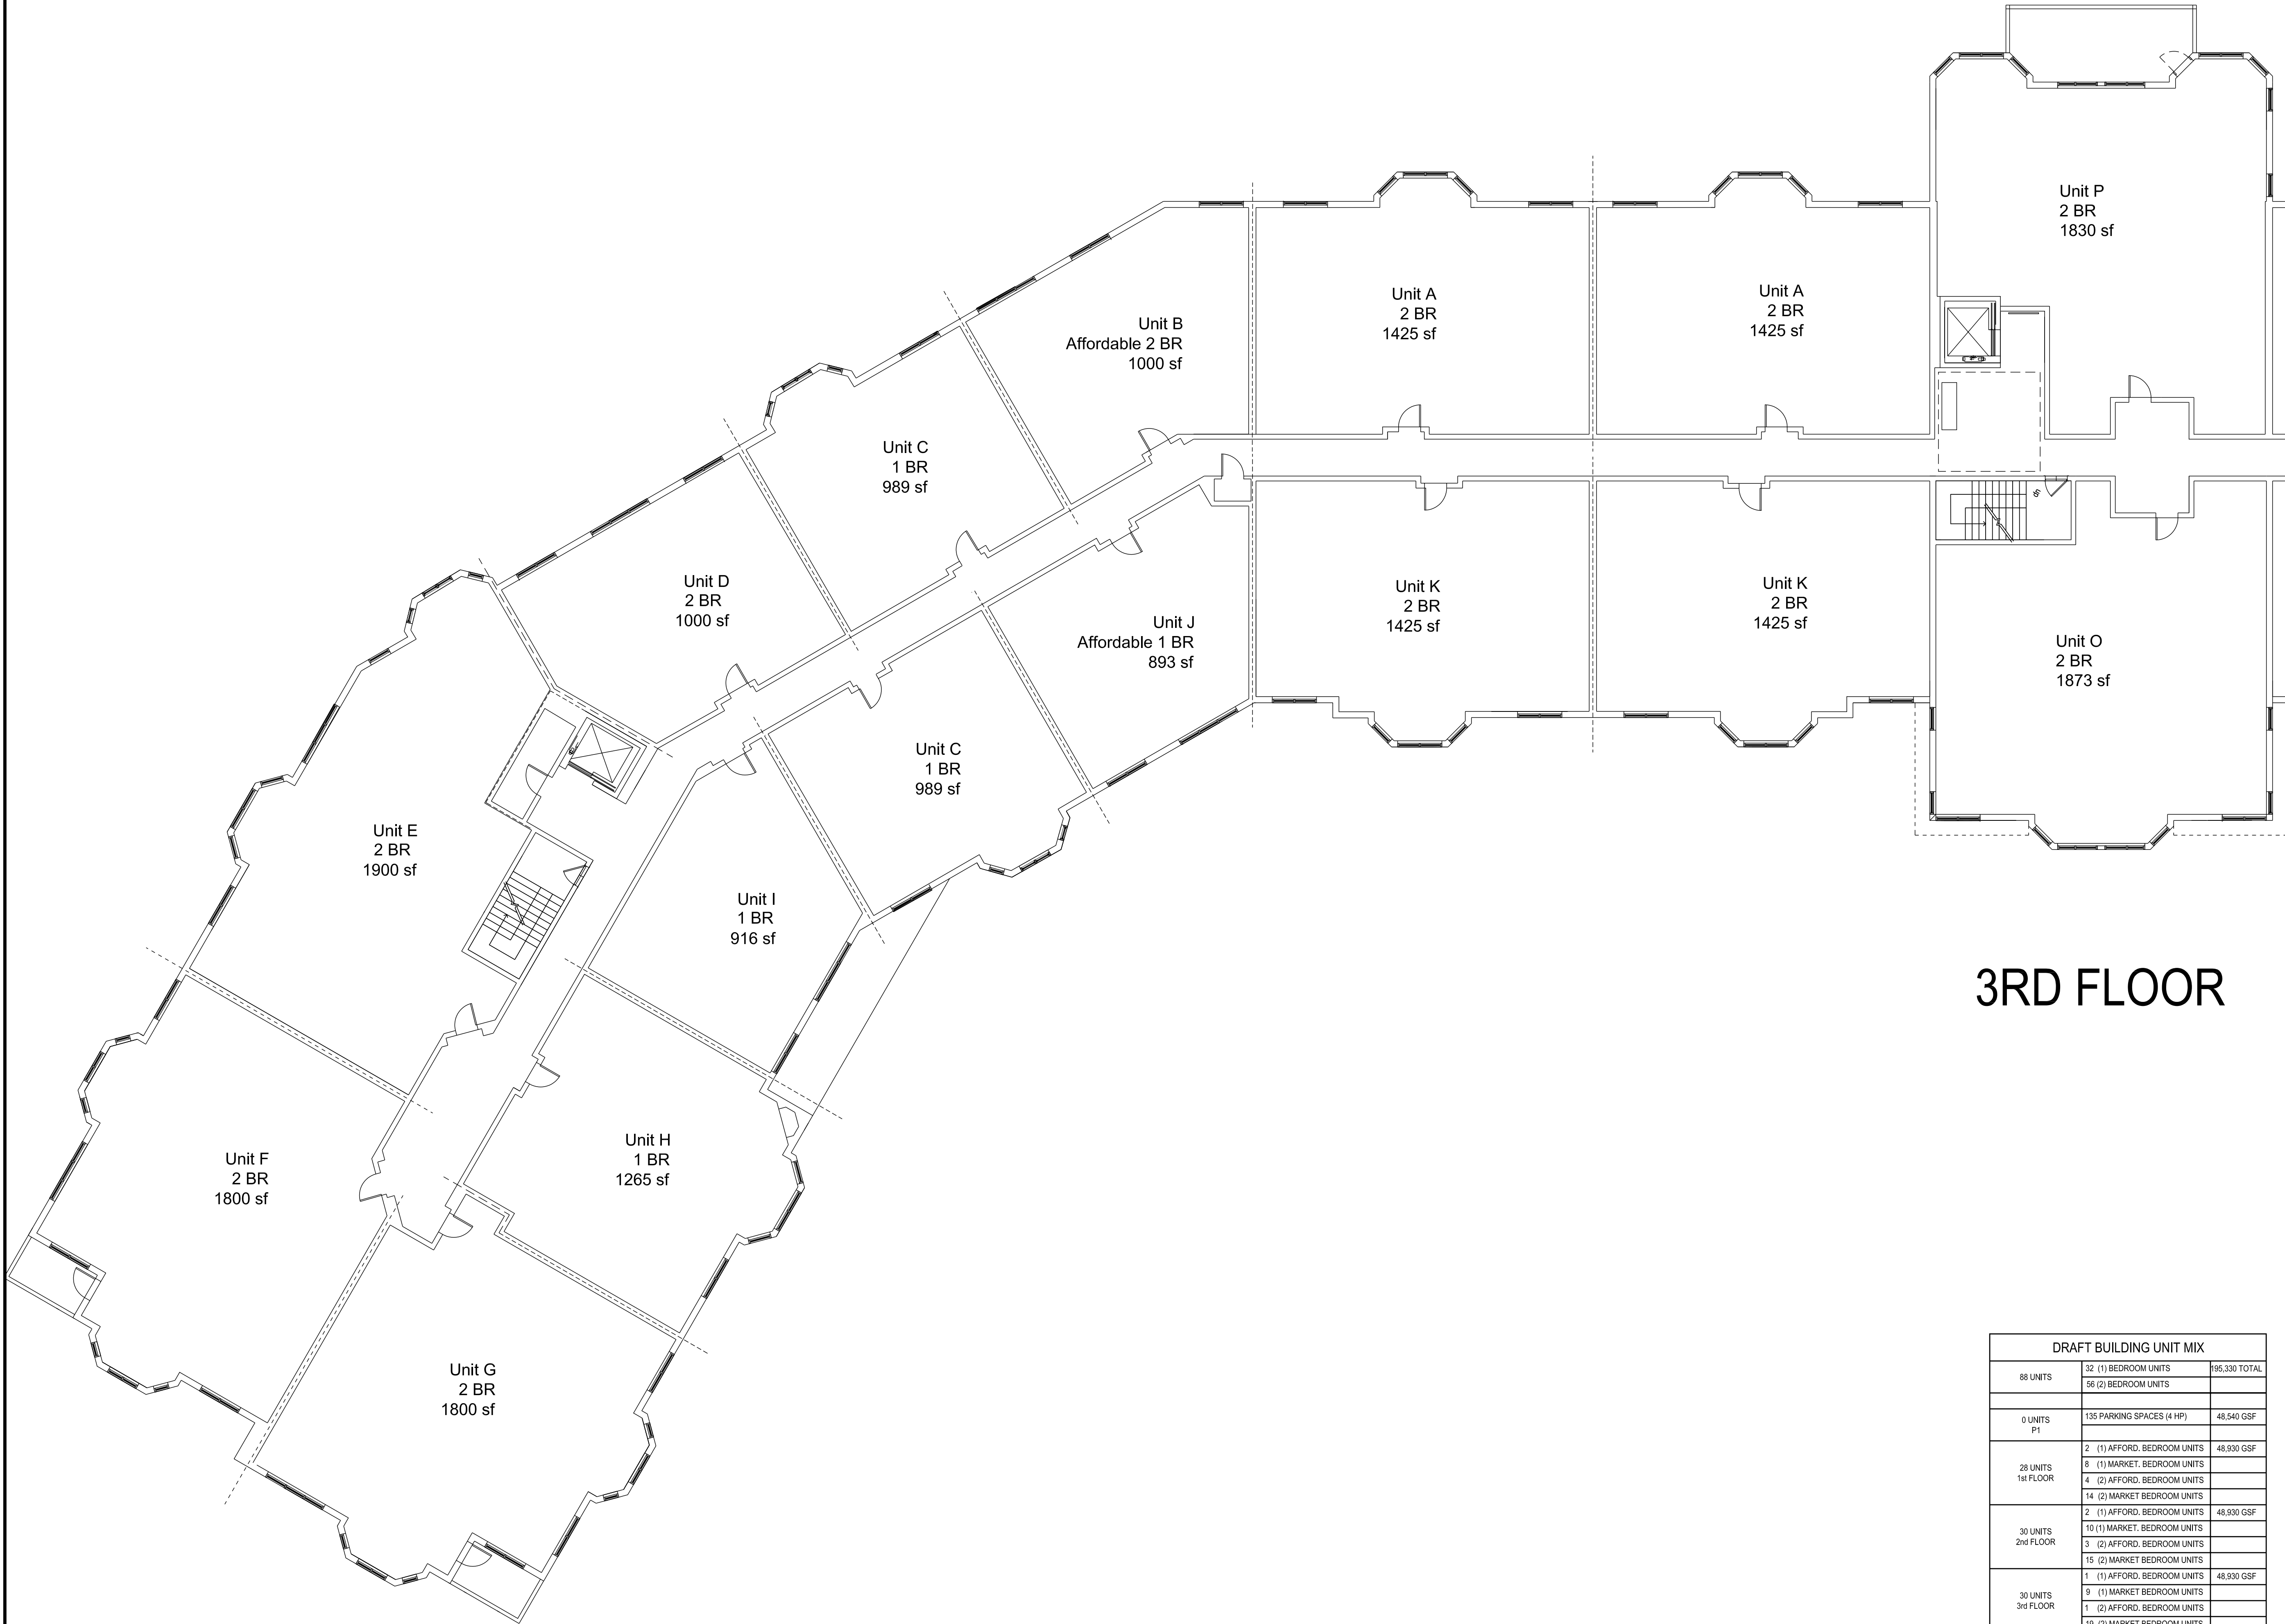 Unit P
2 BR
1830 sf
Unit A
2 BR
1425 sf
Unit A
2 BR
1425 sf
Unit B
Affordable 2 BR
1000 sf
Unit C
1 BR
989 sf
dn
Unit D
2 BR
1000 sf
Unit K
2 BR
1425 sf
Unit K
2 BR
1425 sf
Unit J
Affordable 1 BR
893 sf
Unit O
2 BR
1873 sf
Unit C
1 BR
989 sf
Unit E
2 BR
1900 sf
Unit I
1 BR
916 sf
3RD FLOOR
Unit H
1 BR
1265 sf
Unit F
2 BR
1800 sf
Unit G
2 BR
1800 sf
DRAFT BUILDING UNIT MIX
88 UNITS
32 (1) BEDROOM UNITS
195,330 TOTAL
56 (2) BEDROOM UNITS
0 UNITS
P1
135 PARKING SPACES (4 HP)
48,540 GSF
28 UNITS
1st FLOOR
2 (1) AFFORD. BEDROOM UNITS
48,930 GSF
8 (1) MARKET. BEDROOM UNITS
4 (2) AFFORD. BEDROOM UNITS
14 (2) MARKET BEDROOM UNITS
30 UNITS
2nd FLOOR
2 (1) AFFORD. BEDROOM UNITS
48,930 GSF
10 (1) MARKET. BEDROOM UNITS
3 (2) AFFORD. BEDROOM UNITS
15 (2) MARKET BEDROOM UNITS
30 UNITS
3rd FLOOR
1 (1) AFFORD. BEDROOM UNITS
48,930 GSF
9 (1) MARKET BEDROOM UNITS
1 (2) AFFORD. BEDROOM UNITS
19 (2) MARKET BEDROOM UNITS